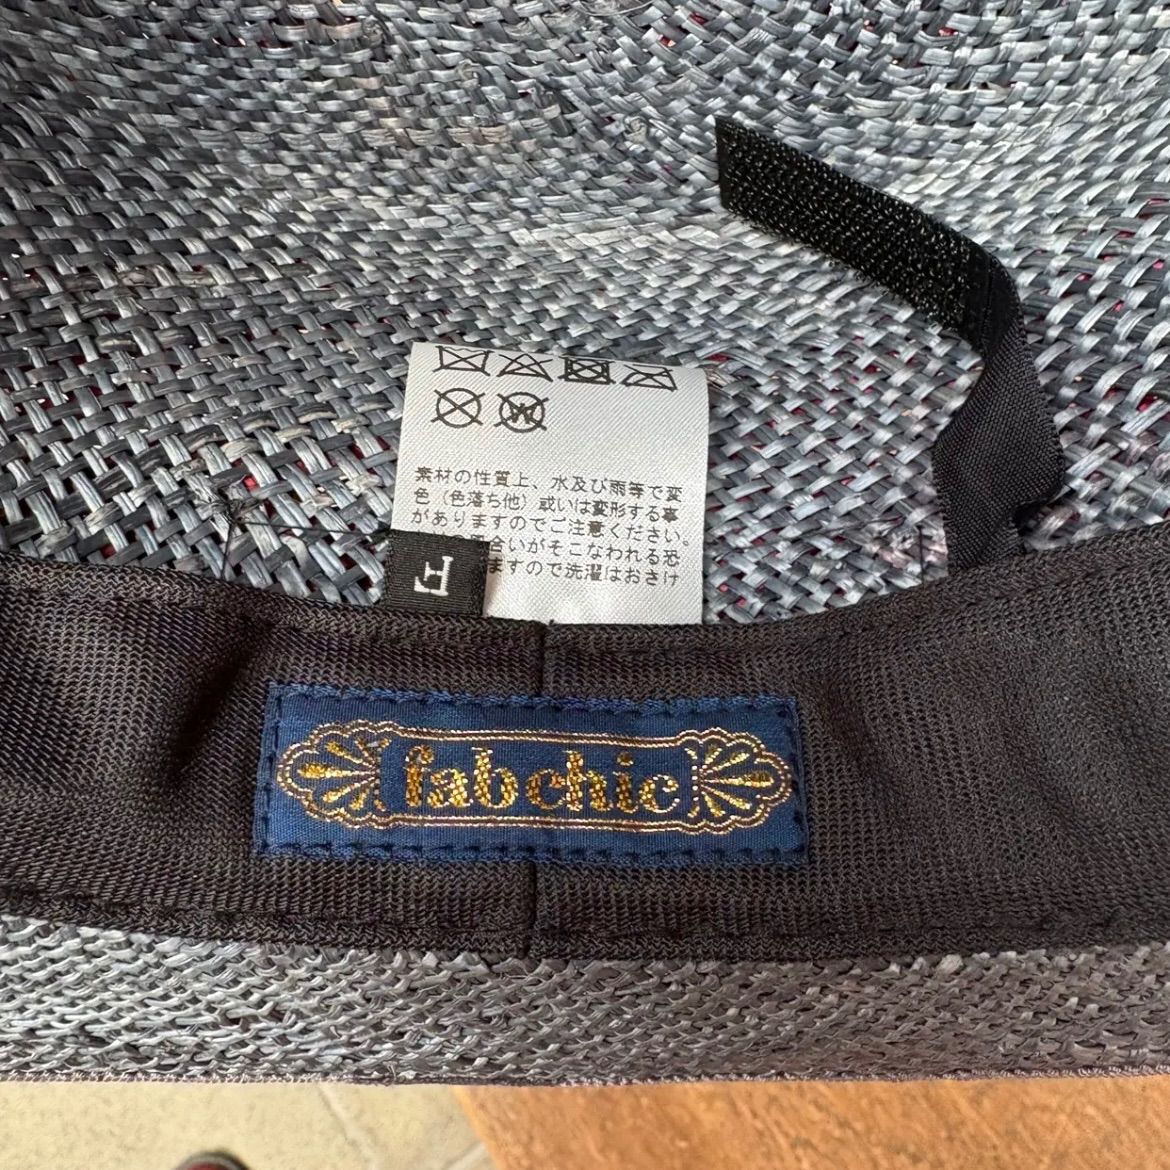 W
素材の性質上、水及び雨等で変
色（色落ち他）或いは変形する事
がありますのでご注意ください。
合いがそこなわれる恐
ますので洗濯はおさけ
F
fab chic